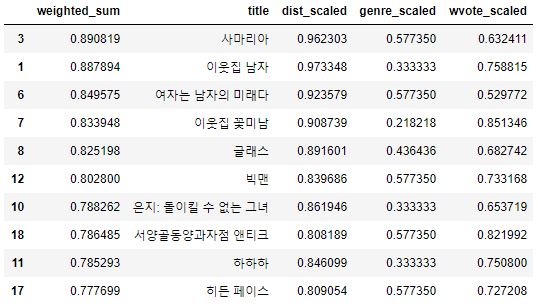 weighted_sum title dist_scaled genre_scaled wvote_scaled
3 0.890819 사마리아 0.962303 0.577350 0.632411
1 0.887894 이웃집 남자 0.973348 0.333333 0.758815
6 0.849575 여자는 남자의 미래다 0.923579 0.577350 0.529772
7 0.833948 이웃집 꽃미남 0.908739 0.218218 0.851346
8 0.825198 글래스 0.891601 0.436436 0.682742
12 0.802800 빅맨 0.839686 0.577350 0.733168
10 0.788262 은지: 돌이킬 수 없는 그녀 0.861946 0.333333 0.653719
18 0.786485 서양골동양과자점 앤티크 0.808189 0.577350 0.821992
11 0.785293 하하하 0.846099 0.333333 0.750800
17 0.777699 히든 페이스 0.809054 0.577350 0.727208